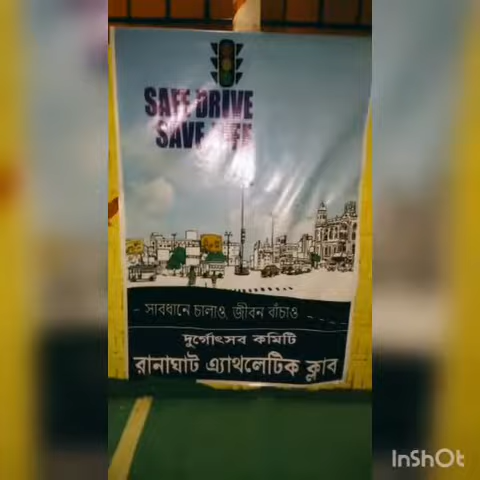 SAFE DRIVE
SAVE LIFE
সাবধানে চালাও, জীবন বাঁচাও
দুর্গোৎসব কমিটি
রানাঘাট এ্যাথলেটিক ক্লাব
InShOt